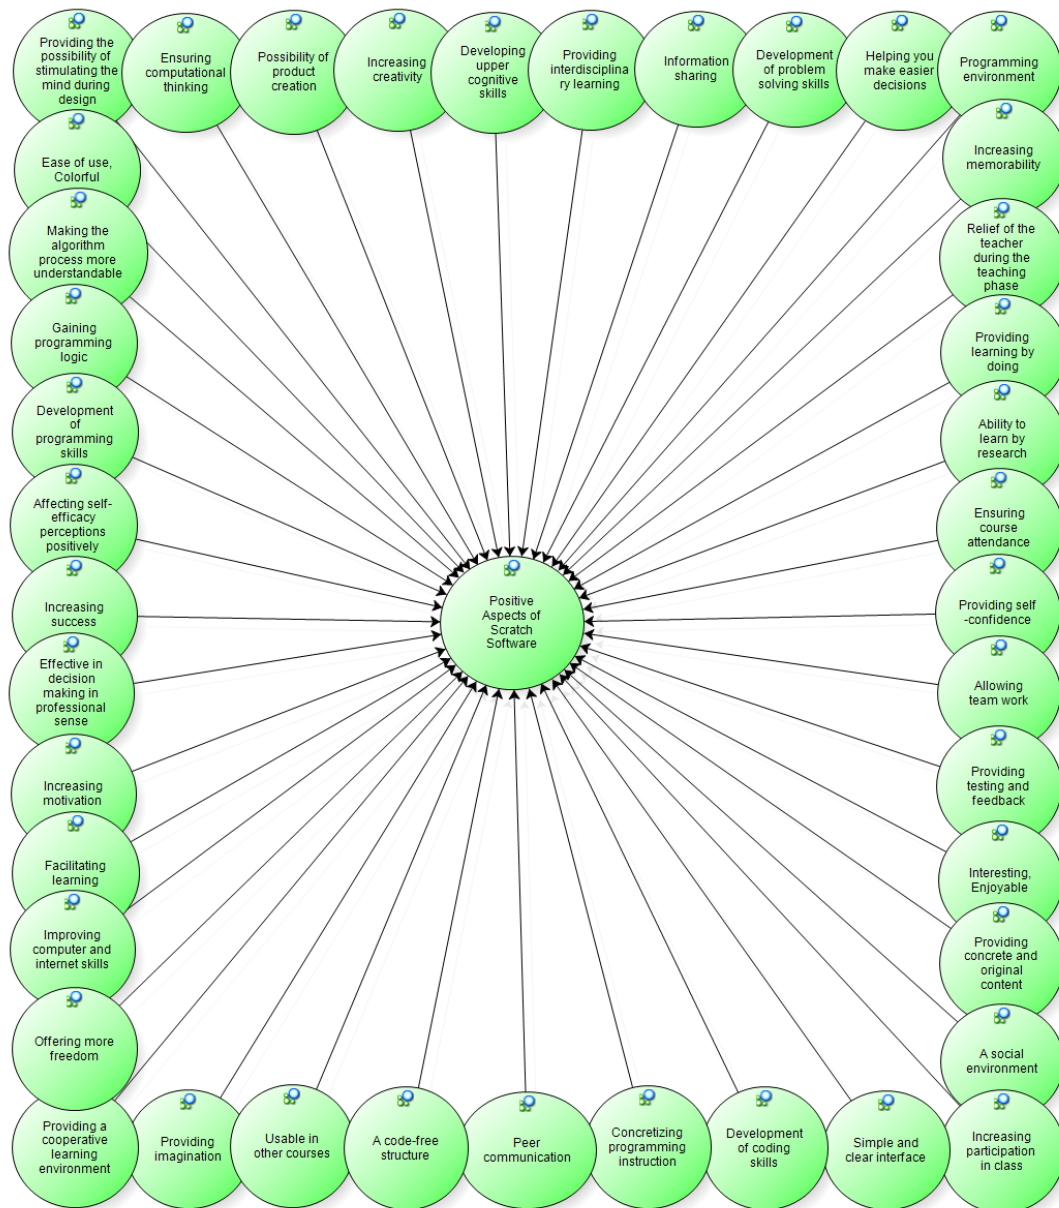 Providing the
possibility of
stimulating the
mind during
design
Ensuring
computational
thinking
Possibility of
product
creation
Increasing
creativity
Developing
upper
cognitive
skills
Providing
interdisciplina
ry learning
Information
sharing
Development
of problem
solving skills
Helping you
make easier
decisions
Programming
environment
Ease of use,
Colorful
Increasing
memorability
Making the
algorithm
process more
understandable
Relief of the
teacher
during the
teaching
phase
Gaining
programming
logic
Providing
learning by
doing
Development
of
programming
skills
Ability to
learn by
research
Affecting self-
efficacy
perceptions
positively
Ensuring
course
attendance
Increasing
success
Positive
Aspects of
Scratch
Software
Providing self
-confidence
Effective in
decision
making in
professional
sense
Allowing
team work
Increasing
motivation
Providing
testing and
feedback
Facilitating
learning
Interesting,
Enjoyable
Improving
computer and
internet skills
Providing
concrete and
original
content
Offering more
freedom
A social
environment
Providing a
cooperative
learning
environment
Providing
imagination
Usable in
other courses
A code-free
structure
Peer
communication
Concretizing
programming
instruction
Development
of coding
skills
Simple and
clear interface
Increasing
participation
in class